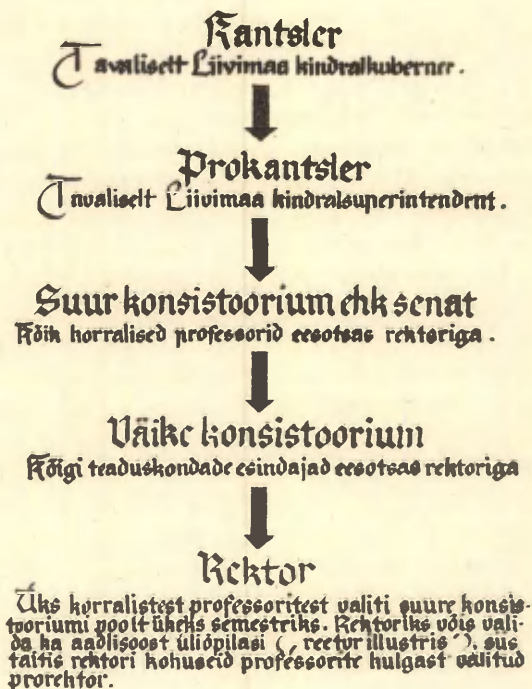 Kantsler
Tavaliselt Liivimaa kindralkuberner.
Prokantsler
Tavaliselt Liivimaa kindralsuperintendent.
Suur konsistoorium ehk senat
Kõik korralised professorid eesotsas rektoriga.
Väike konsistoorium
Kõigi teaduskondade esindajad eesotsas rektoriga
Rektor
Üks korralistest professoritest valiti suure konsis-
tooriumi poolt üheks semestriks. Rektoriks võis vali-
da ka aadlisoost üliõpilasi („rector illustris”), siis
täitis rektori kohuseid professorite hulgast valitud
prorektor.